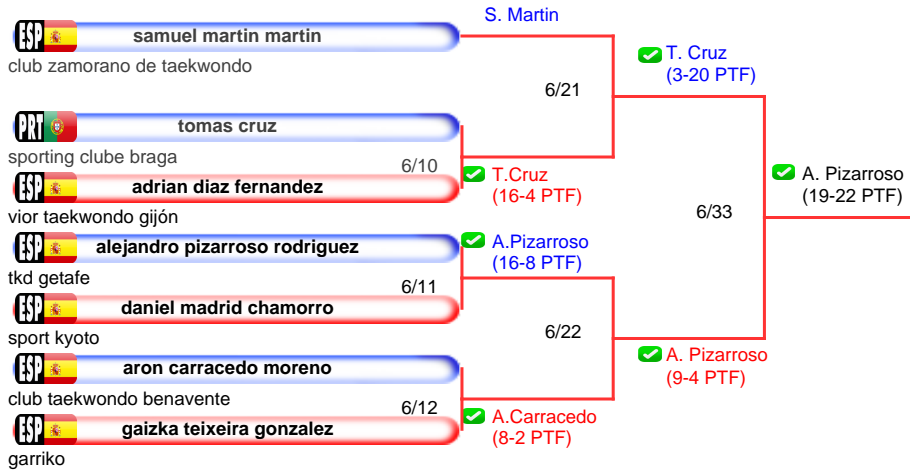 S. Martin
ESP samuel martin martin
club zamorano de taekwondo
T. Cruz
(3-20 PTF)
6/21
PRT tomas cruz
sporting clube braga
6/10
T.Cruz
(16-4 PTF)
ESP adrian diaz fernandez
vior taekwondo gijón
A. Pizarroso
(19-22 PTF)
6/33
ESP alejandro pizarroso rodriguez
tkd getafe
A.Pizarroso
(16-8 PTF)
6/11
ESP daniel madrid chamorro
sport kyoto
6/22
A. Pizarroso
(9-4 PTF)
ESP aron carracedo moreno
club taekwondo benavente
6/12
A.Carracedo
(8-2 PTF)
ESP gaizka teixeira gonzalez
garriko